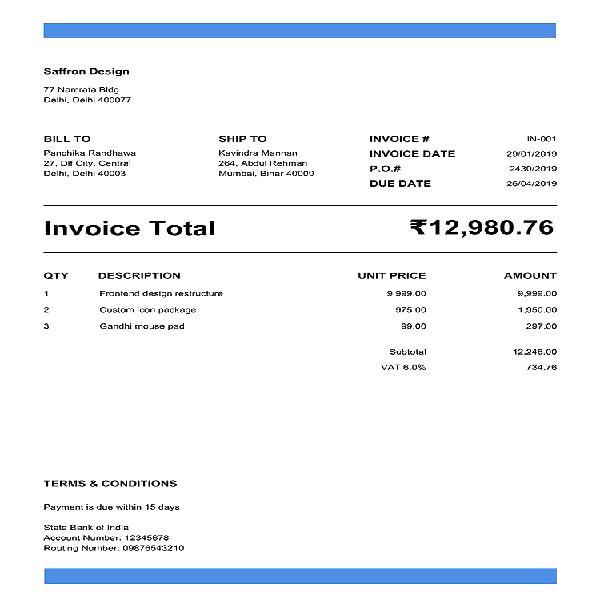 Saffron Design
77 Namrata Bldg
Delhi, Delhi 400077
BILL TO
Panchika Randhawa
27, Dlf City, Central
Delhi, Delhi 40003
SHIP TO
Kavindra Mannan
264, Abdul Rehman
Mumbai, Bihar 40009
INVOICE # IN-001
INVOICE DATE 29/01/2019
P.O.# 2430/2019
DUE DATE 26/04/2019
Invoice Total ₹12,980.76
QTY DESCRIPTION UNIT PRICE AMOUNT
1 Frontend design restructure 9,999.00 9,999.00
2 Custom icon package 975.00 1,950.00
3 Gandhi mouse pad 99.00 297.00
Subtotal 12,246.00
VAT 6.0% 734.76
TERMS & CONDITIONS
Payment is due within 15 days
State Bank of India
Account Number: 12345678
Routing Number: 09876543210